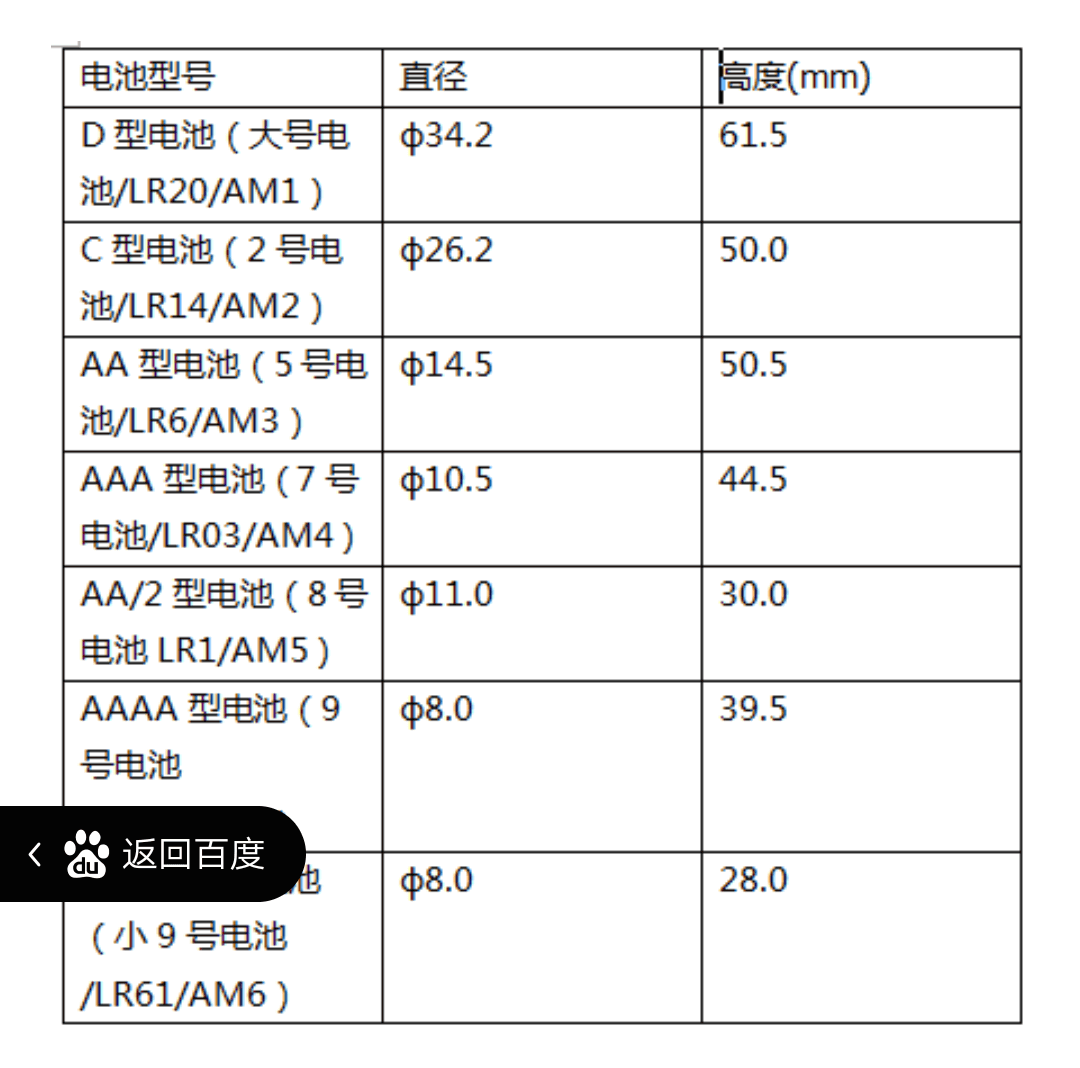 电池型号 直径 高度(mm)
D 型电池（大号电 φ34.2 61.5
池/LR20/AM1）
C 型电池（2 号电 φ26.2 50.0
池/LR14/AM2）
AA 型电池（5 号电 φ14.5 50.5
池/LR6/AM3）
AAA 型电池（7 号 φ10.5 44.5
电池/LR03/AM4）
AA/2 型电池（8 号 φ11.0 30.0
电池 LR1/AM5）
AAAA 型电池（9 φ8.0 39.5
号电池
返回百度
du
池 φ8.0 28.0
（小 9 号电池
/LR61/AM6）